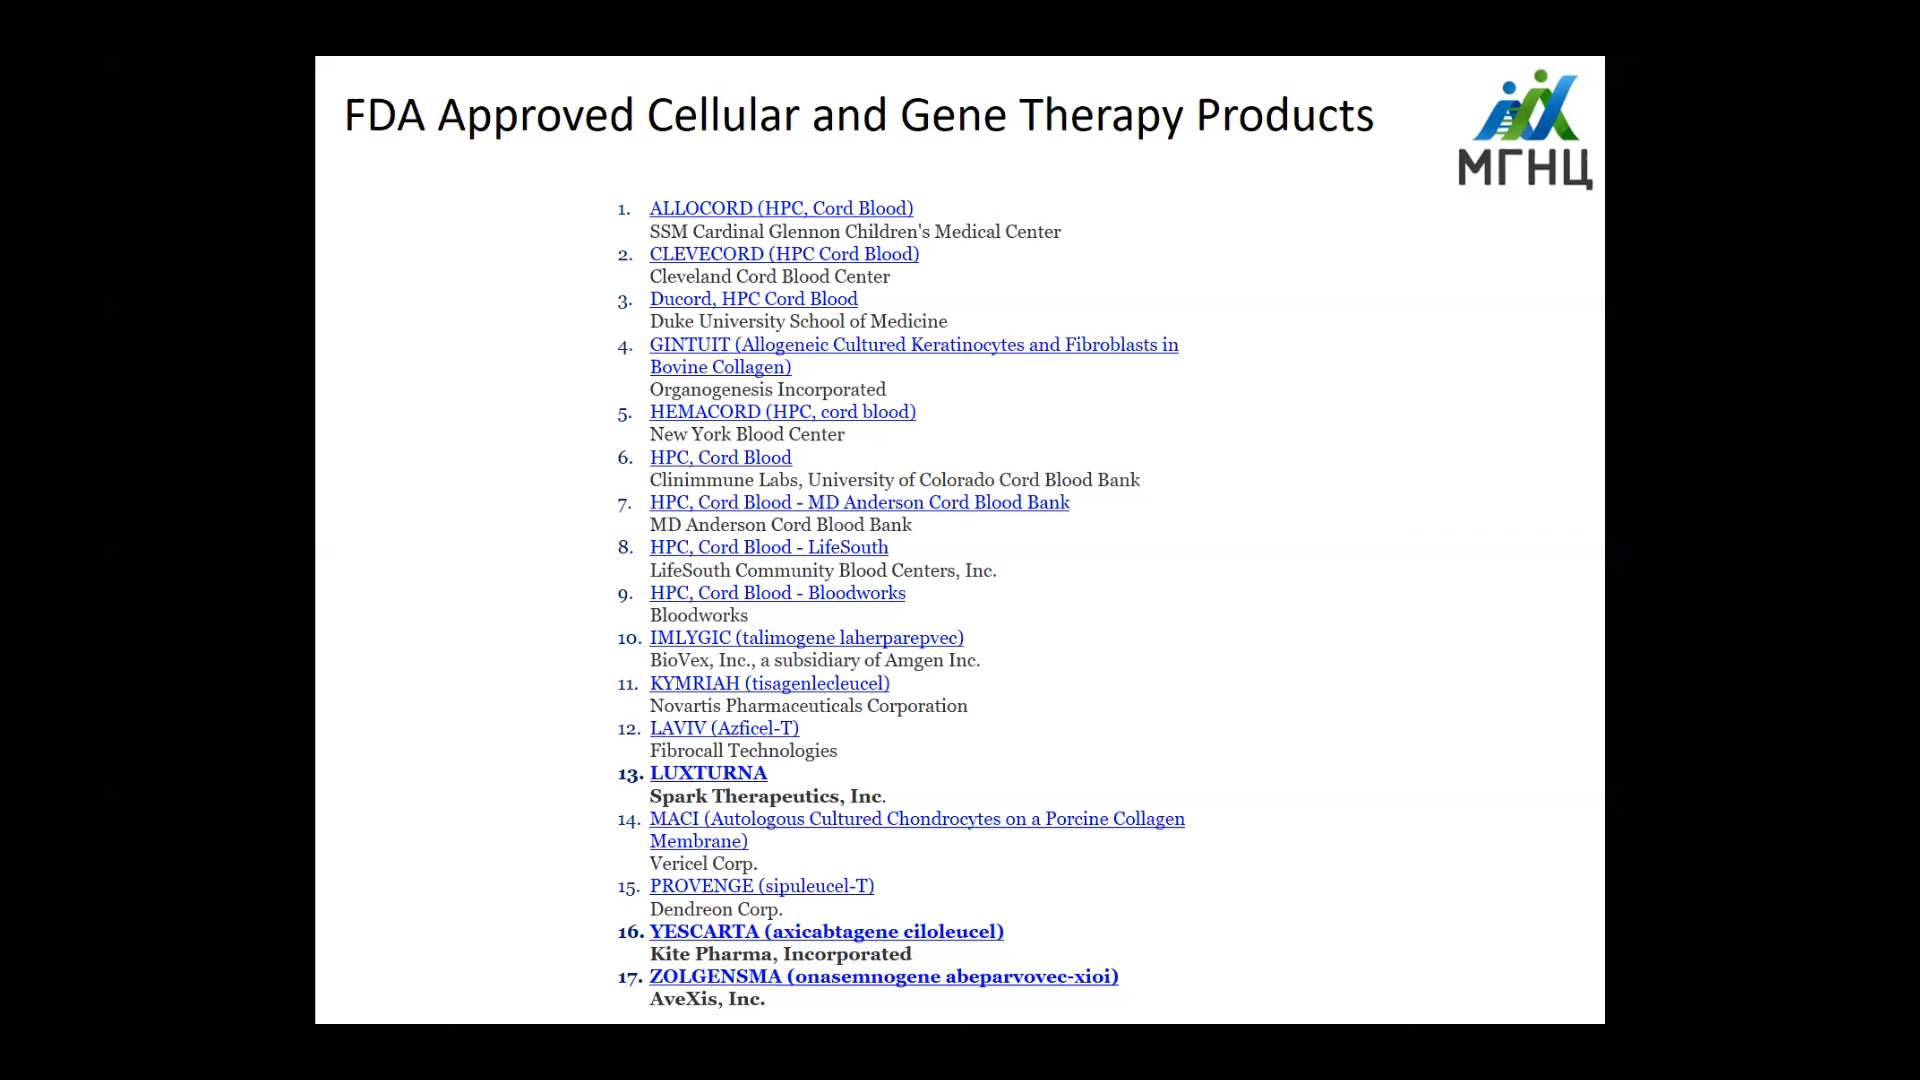 FDA Approved Cellular and Gene Therapy Products
МГНЦ
1. ALLOCORD (HPC, Cord Blood)
SSM Cardinal Glennon Children's Medical Center
2. CLEVECORD (HPC Cord Blood)
Cleveland Cord Blood Center
3. Ducord, HPC Cord Blood
Duke University School of Medicine
4. GINTUIT (Allogeneic Cultured Keratinocytes and Fibroblasts in
Bovine Collagen)
Organogenesis Incorporated
5. HEMACORD (HPC, cord blood)
New York Blood Center
6. HPC, Cord Blood
Clinimmune Labs, University of Colorado Cord Blood Bank
7. HPC, Cord Blood - MD Anderson Cord Blood Bank
MD Anderson Cord Blood Bank
8. HPC, Cord Blood - LifeSouth
LifeSouth Community Blood Centers, Inc.
9. HPC, Cord Blood - Bloodworks
Bloodworks
10. IMLYGIC (talimogene laherparepvec)
BioVex, Inc., a subsidiary of Amgen Inc.
11. KYMRIAH (tisagenlecleucel)
Novartis Pharmaceuticals Corporation
12. LAVIV (Azficel-T)
Fibrocall Technologies
13. LUXTURNA
Spark Therapeutics, Inc.
14. MACI (Autologous Cultured Chondrocytes on a Porcine Collagen
Membrane)
Vericel Corp.
15. PROVENGE (sipuleucel-T)
Dendreon Corp.
16. YESCARTA (axicabtagene ciloleucel)
Kite Pharma, Incorporated
17. ZOLGENSMA (onasemnogene abeparvovec-xioi)
AveXis, Inc.